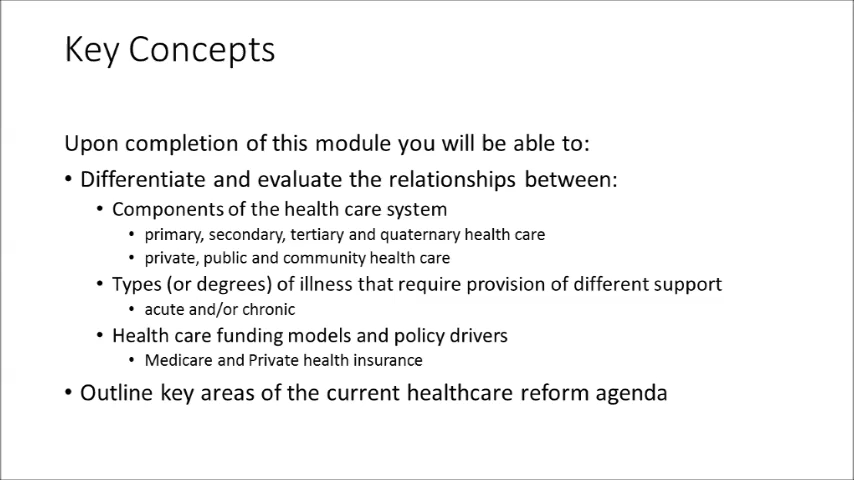 Key Concepts
Upon completion of this module you will be able to:
• Differentiate and evaluate the relationships between:
• Components of the health care system
• primary, secondary, tertiary and quaternary health care
• private, public and community health care
• Types (or degrees) of illness that require provision of different support
• acute and/or chronic
• Health care funding models and policy drivers
• Medicare and Private health insurance
• Outline key areas of the current healthcare reform agenda